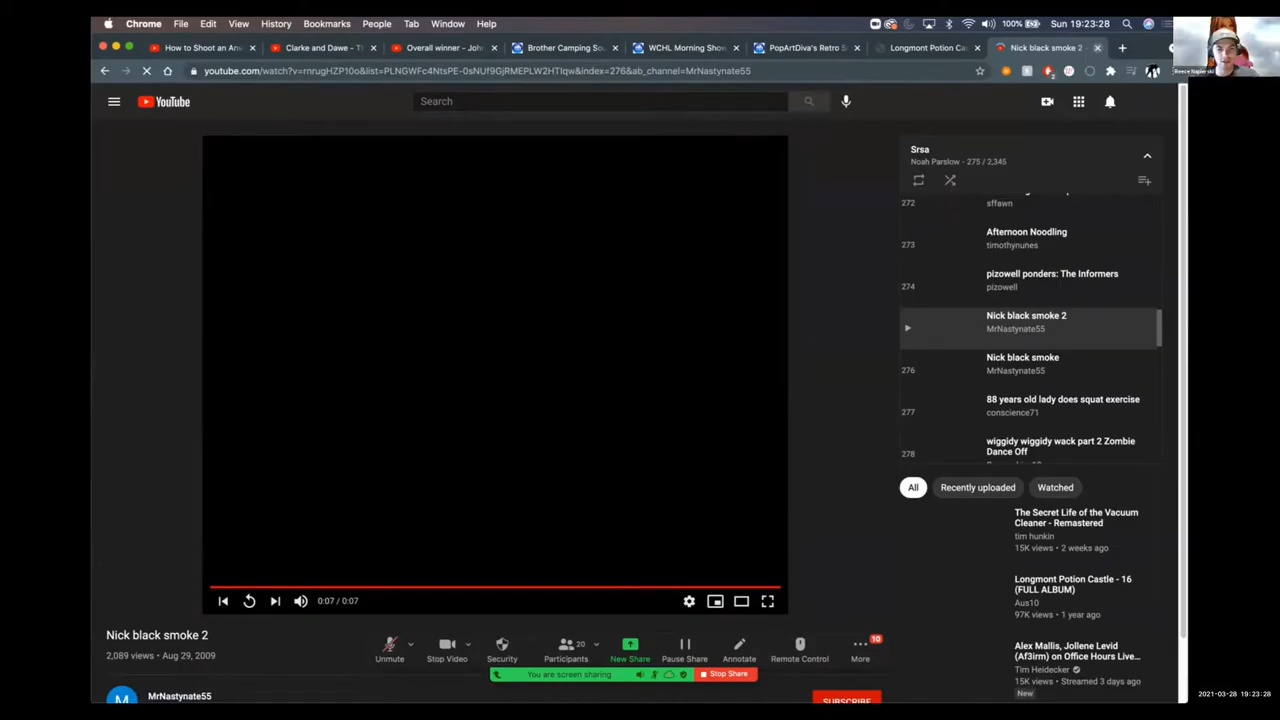 Chrome File Edit View History Bookmarks People Tab Window Help 100% Sun 19:23:28
How to Shoot an Anv Clarke and Dawe - Th Overall winner - John Brother Camping So WCHL Morning Show PopArtDiva's Retro S Longmont Potion Ca Nick black smoke 2
Reece Napierski
youtube.com/watch?v=rnrugHZP10o&list=PLNGWFc4NtsPE-0sNUf9GjRMEPLW2HTIqw&index=276&ab_channel=MrNastynate55
YouTube
Search
Srsa
Noah Parslow - 275 / 2,345
272 sffawn
Afternoon Noodling
273 timothynunes
pizowell ponders: The Informers
274 pizowell
Nick black smoke 2
MrNastynate55
Nick black smoke
276 MrNastynate55
88 years old lady does squat exercise
277 conscience71
wiggidy wiggidy wack part 2 Zombie
278 Dance Off
All Recently uploaded Watched
The Secret Life of the Vacuum
Cleaner - Remastered
tim hunkin
15K views • 2 weeks ago
Longmont Potion Castle - 16
(FULL ALBUM)
Aus10
97K views • 1 year ago
Alex Mallis, Jollene Levid
(Af3irm) on Office Hours Live...
Tim Heidecker
15K views • Streamed 3 days ago
New
0:07 / 0:07
Nick black smoke 2
2,089 views • Aug 29, 2009
20 10
Unmute Stop Video Security Participants New Share Pause Share Annotate Remote Control More
You are screen sharing Stop Share
M MrNastynate55 SUBSCRIBE
2021-03-28 19:23:28